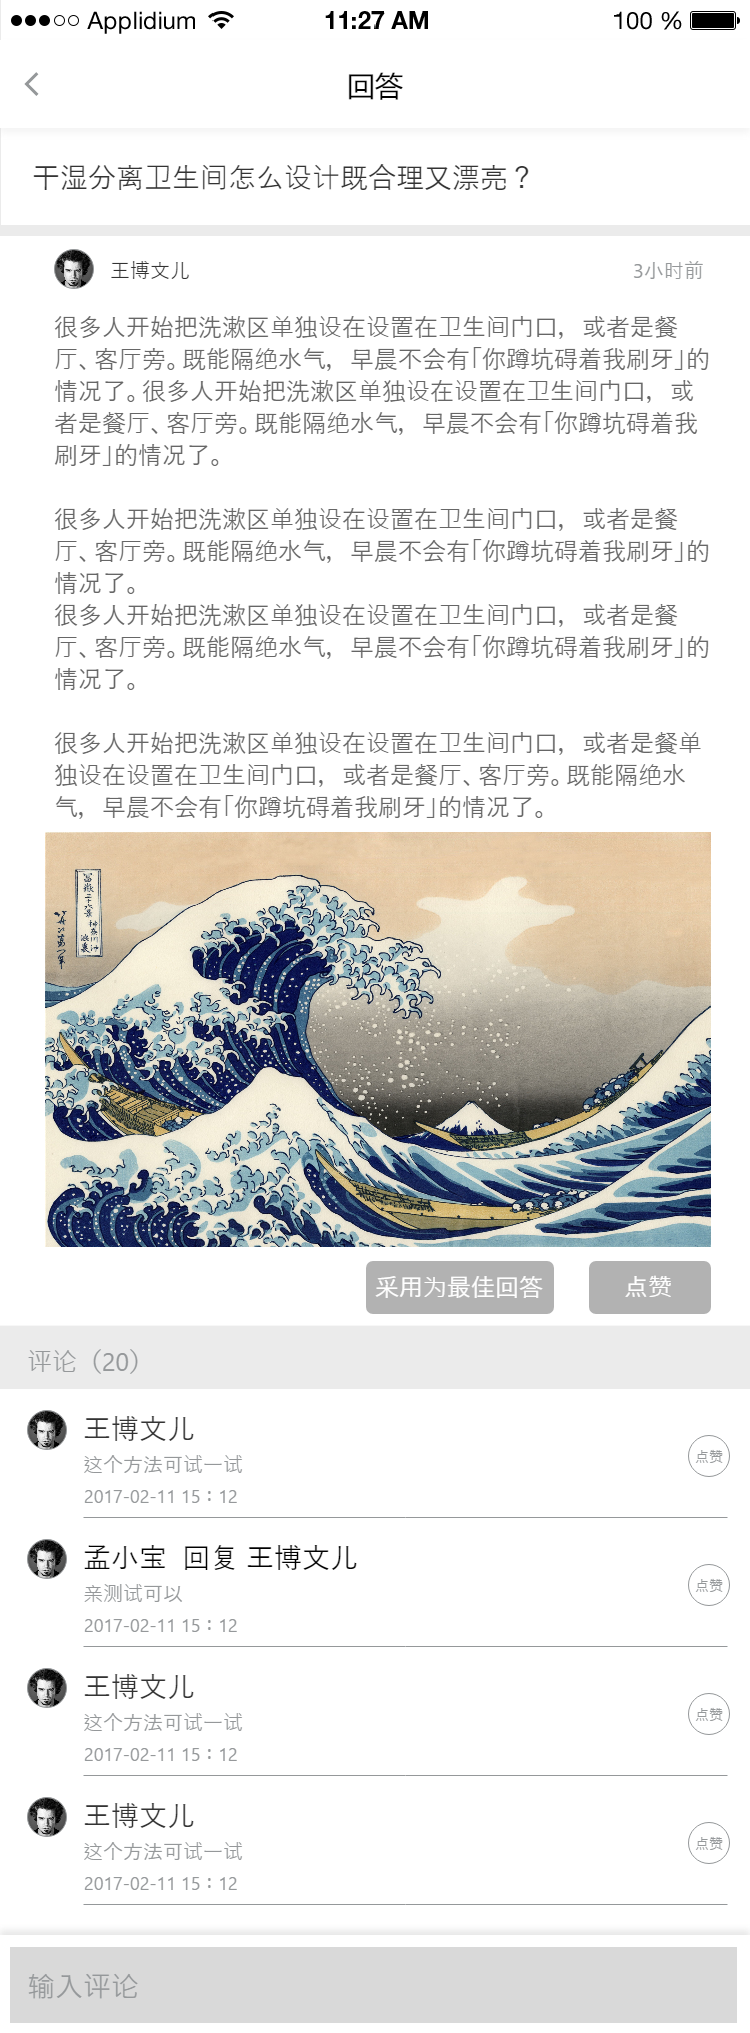 Applidium 11:27 AM 100 %
回答
干湿分离卫生间怎么设计既合理又漂亮？
王博文儿 3小时前
很多人开始把洗漱区单独设在设置在卫生间门口，或者是餐
厅、客厅旁。既能隔绝水气，早晨不会有「你蹲坑碍着我刷牙」的
情况了。很多人开始把洗漱区单独设在设置在卫生间门口，或
者是餐厅、客厅旁。既能隔绝水气，早晨不会有「你蹲坑碍着我
刷牙」的情况了。
很多人开始把洗漱区单独设在设置在卫生间门口，或者是餐
厅、客厅旁。既能隔绝水气，早晨不会有「你蹲坑碍着我刷牙」的
情况了。
很多人开始把洗漱区单独设在设置在卫生间门口，或者是餐
厅、客厅旁。既能隔绝水气，早晨不会有「你蹲坑碍着我刷牙」的
情况了。
很多人开始把洗漱区单独设在设置在卫生间门口，或者是餐单
独设在设置在卫生间门口，或者是餐厅、客厅旁。既能隔绝水
气，早晨不会有「你蹲坑碍着我刷牙」的情况了。
采用为最佳回答 点赞
评论（20）
王博文儿
这个方法可试一试
点赞
2017-02-11 15：12
孟小宝 回复 王博文儿
亲测试可以
点赞
2017-02-11 15：12
王博文儿
这个方法可试一试
点赞
2017-02-11 15：12
王博文儿
这个方法可试一试
点赞
2017-02-11 15：12
输入评论